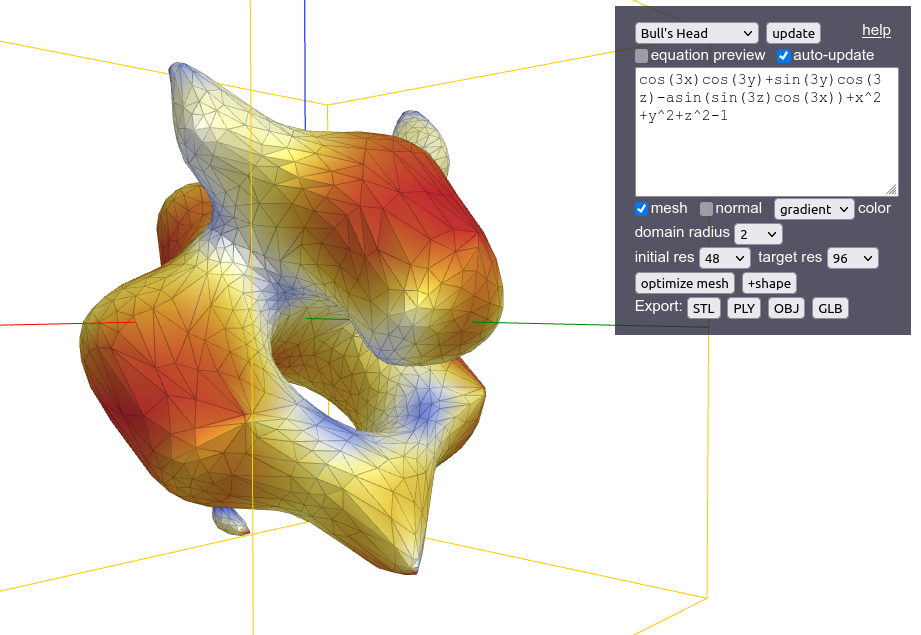 Bull's Head update help
equation preview auto-update
cos(3x)cos(3y)+sin(3y)cos(3
z)-asin(sin(3z)cos(3x))+x^2
+y^2+z^2-1
mesh normal gradient color
domain radius 2
initial res 48 target res 96
optimize mesh +shape
Export: STL PLY OBJ GLB